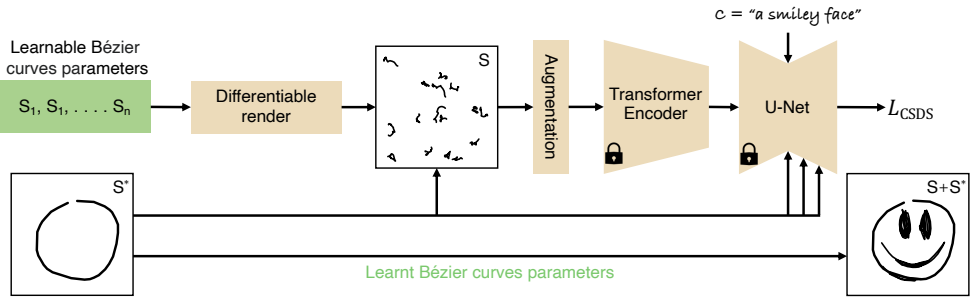 c = "a smiley face"
Learnable Bézier
curves parameters
S₁, S₁, . . . . Sₙ
Differentiable
render
S
Augmentation
Transformer
Encoder
U-Net
L_CSDS
S*
S+S*
Learnt Bézier curves parameters